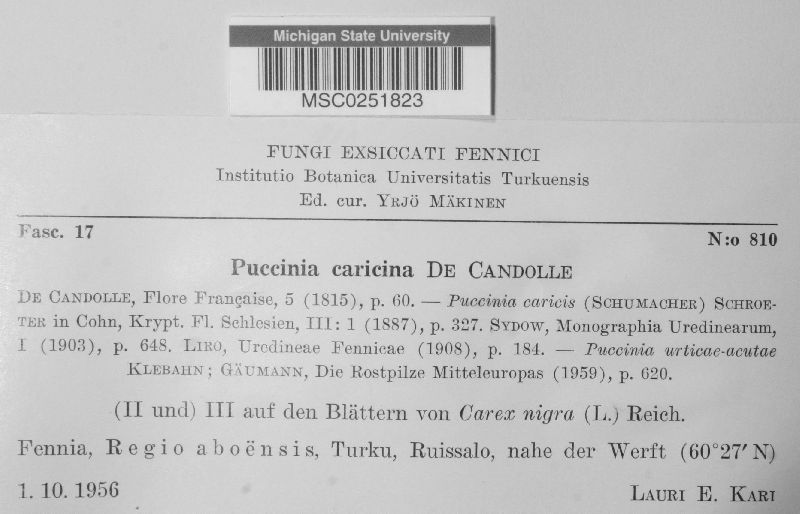 Michigan State University
MSC0251823
FUNGI EXSICCATI FENNICI
Institutio Botanica Universitatis Turkuensis
Ed. cur. YRJÖ MÄKINEN
Fasc. 17
N:o 810
Puccinia caricina DE CANDOLLE
DE CANDOLLE, Flore Française, 5 (1815), p. 60. — Puccinia caricis (SCHUMACHER) SCHROE-
TER in Cohn, Krypt. Fl. Schlesien, III: 1 (1887), p. 327. SYDOW, Monographia Uredinearum,
I (1903), p. 648. LIRO, Uredineae Fennicae (1908), p. 184. — Puccinia urticae-acutae
KLEBAHN; GÄUMANN, Die Rostpilze Mitteleuropas (1959), p. 620.
(II und) III auf den Blättern von Carex nigra (L.) Reich.
Fennia, Regio aboënsis, Turku, Ruissalo, nahe der Werft (60°27′ N)
1. 10. 1956
LAURI E. KARI